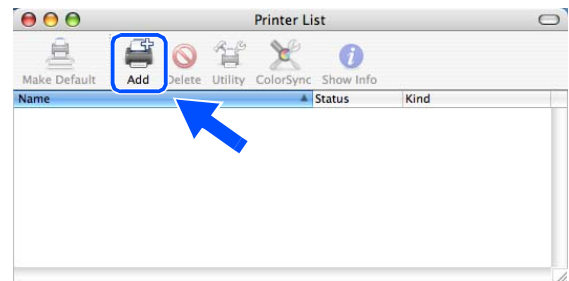 Printer List
Make Default Add Delete Utility ColorSync Show Info
Name Status Kind